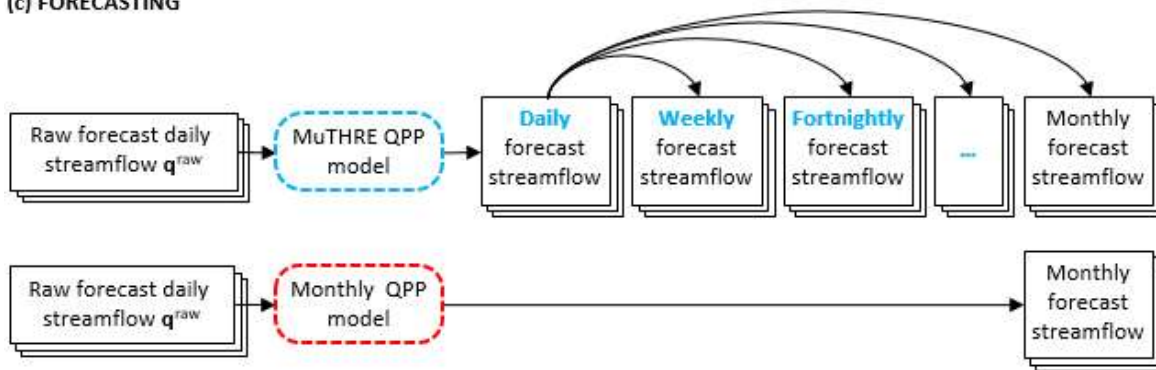 (c) FORECASTING
Raw forecast daily
streamflow q^raw
MuTHRE QPP
model
Daily
forecast
streamflow
Weekly
forecast
streamflow
Fortnightly
forecast
streamflow
...
Monthly
forecast
streamflow
Raw forecast daily
streamflow q^raw
Monthly QPP
model
Monthly
forecast
streamflow